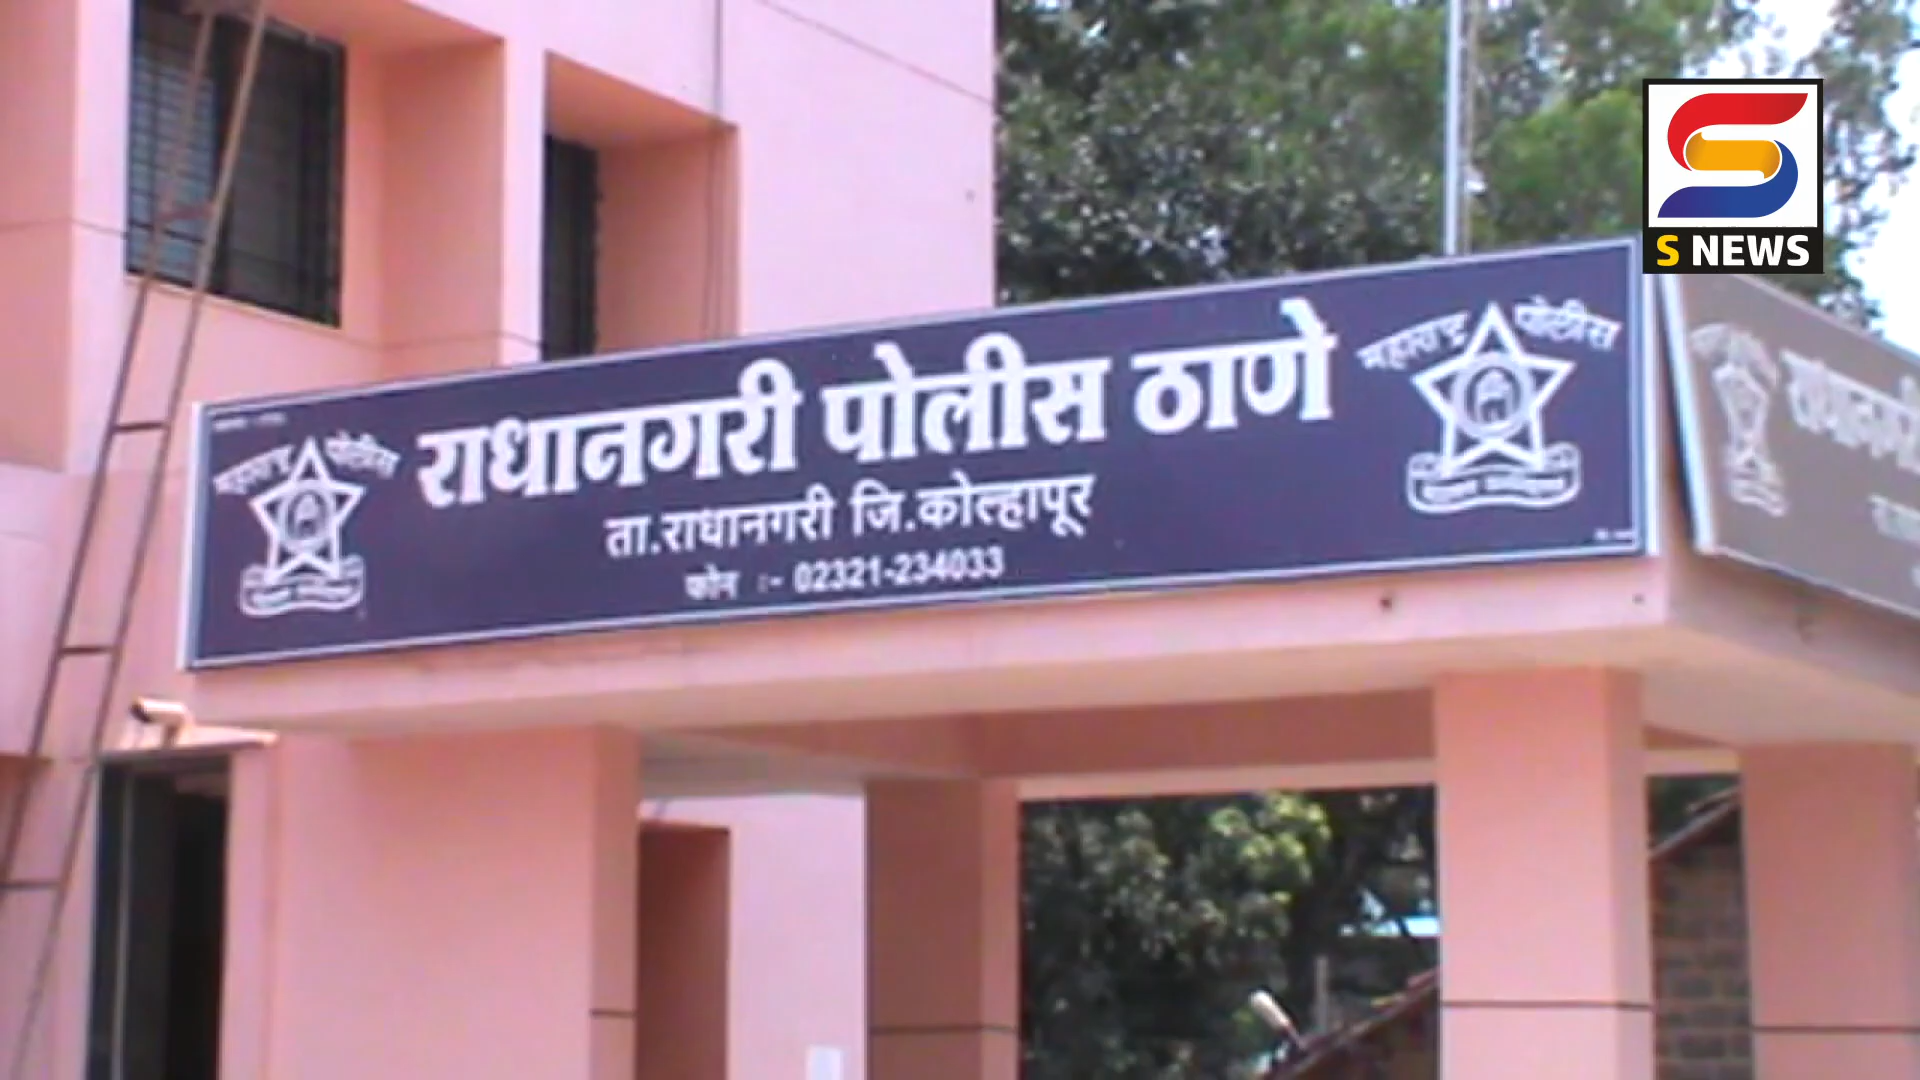 महाराष्ट्र पोलीस
राधानगरी पोलीस ठाणे
ता.राधानगरी जि.कोल्हापूर
फोन :- 02321-234033
महाराष्ट्र पोलीस
S NEWS